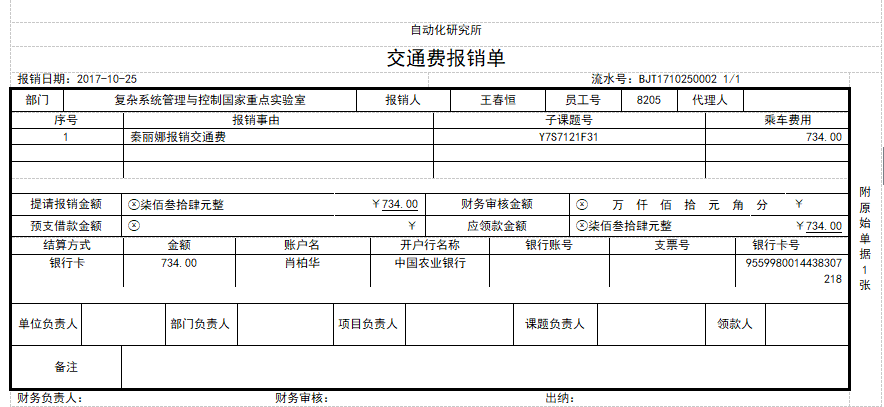 自动化研究所
交通费报销单
报销日期: 2017-10-25 流水号: BJT1710250002 1/1
部门 复杂系统管理与控制国家重点实验室 报销人 王春恒 员工号 8205 代理人
序号 报销事由 子课题号 乘车费用
1 秦丽娜报销交通费 Y7S7121F31 734.00
提请报销金额 ⓧ柒佰叁拾肆元整 ¥734.00 财务审核金额 ⓧ 万 仟 佰 拾 元 角 分 ¥
预支借款金额 ⓧ ¥ 应领款金额 ⓧ柒佰叁拾肆元整 ¥734.00
结算方式 金额 账户名 开户行名称 银行账号 支票号 银行卡号
银行卡 734.00 肖柏华 中国农业银行 9559980014438307
218
单位负责人 部门负责人 项目负责人 课题负责人 领款人
备注
财务负责人: 财务审核: 出纳:
附原始单据1张